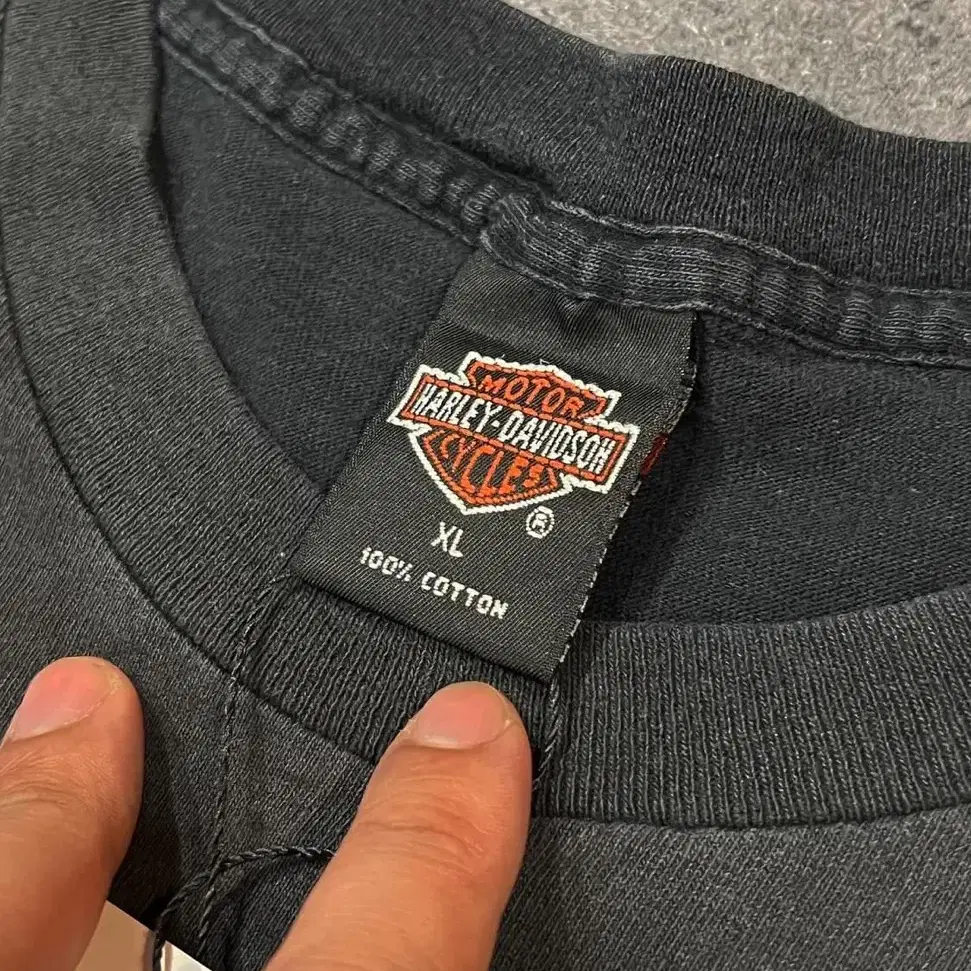 MOTOR
HARLEY-DAVIDSON
CYCLES
®
XL
100% COTTON